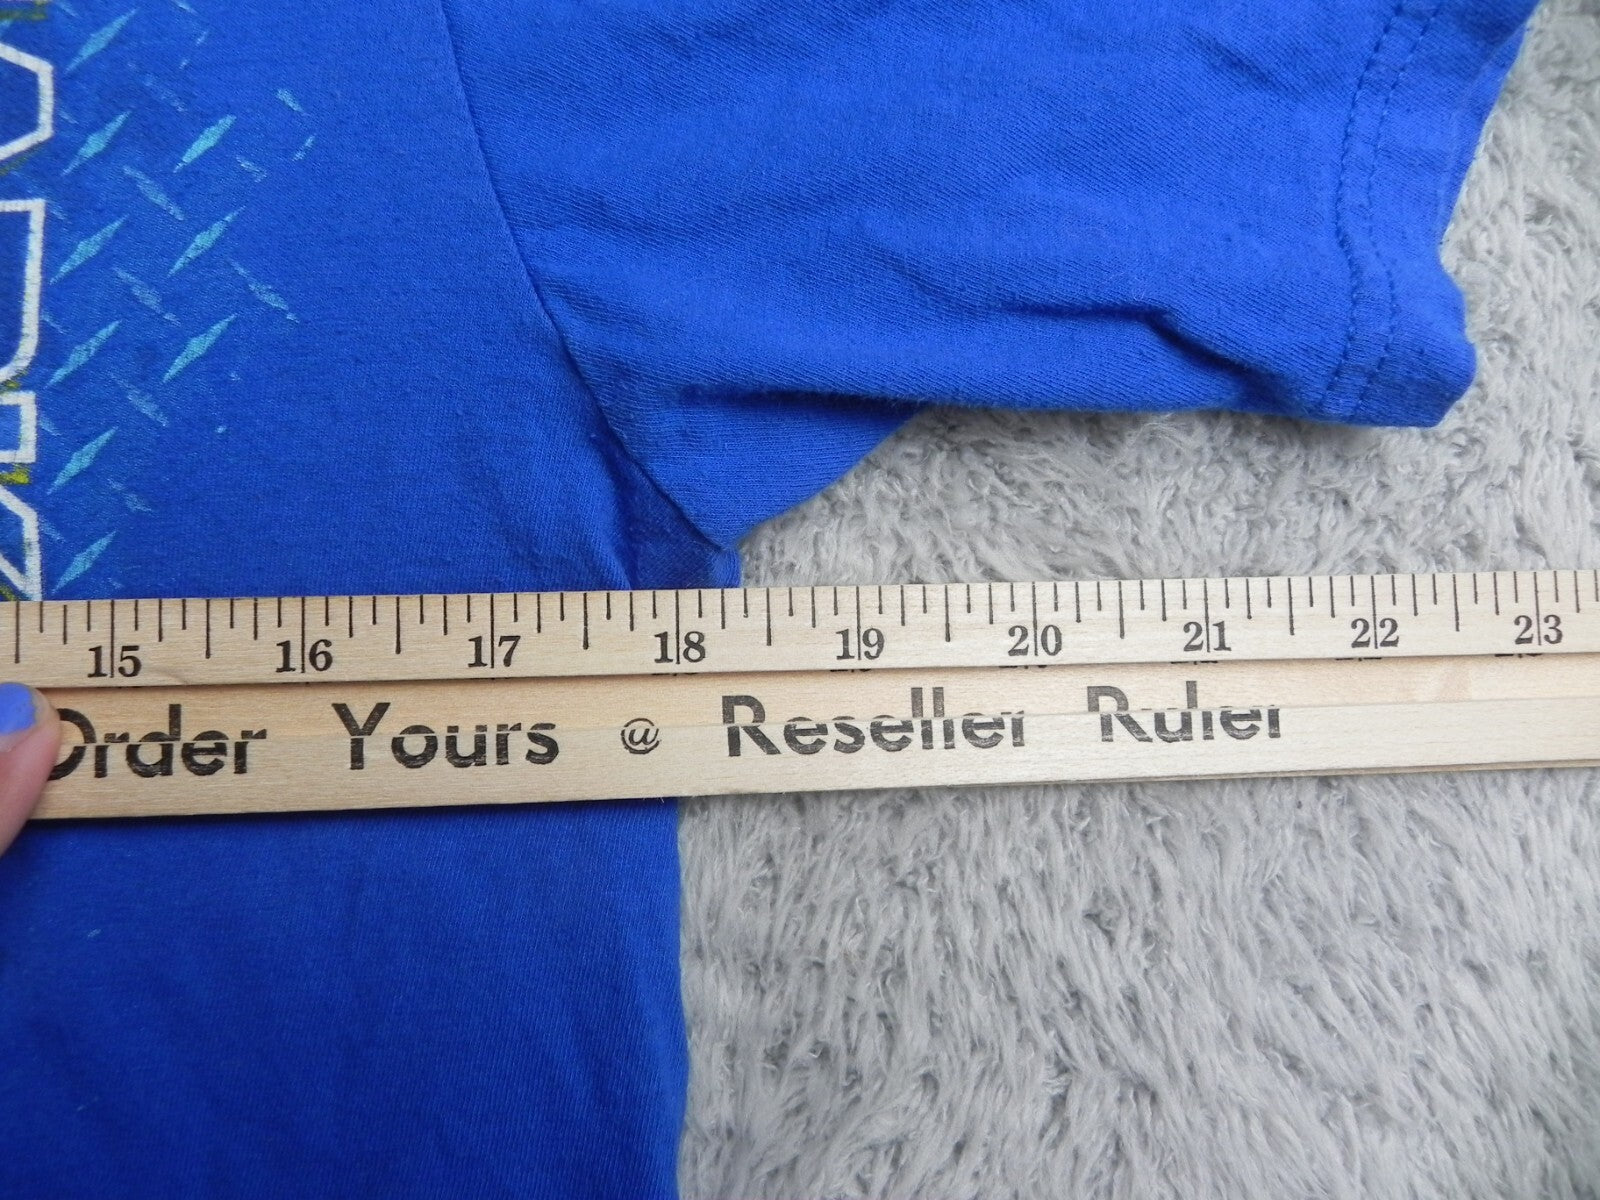 15 16 17 18 19 20 21 22 23
Order Yours @ Reseller Ruler